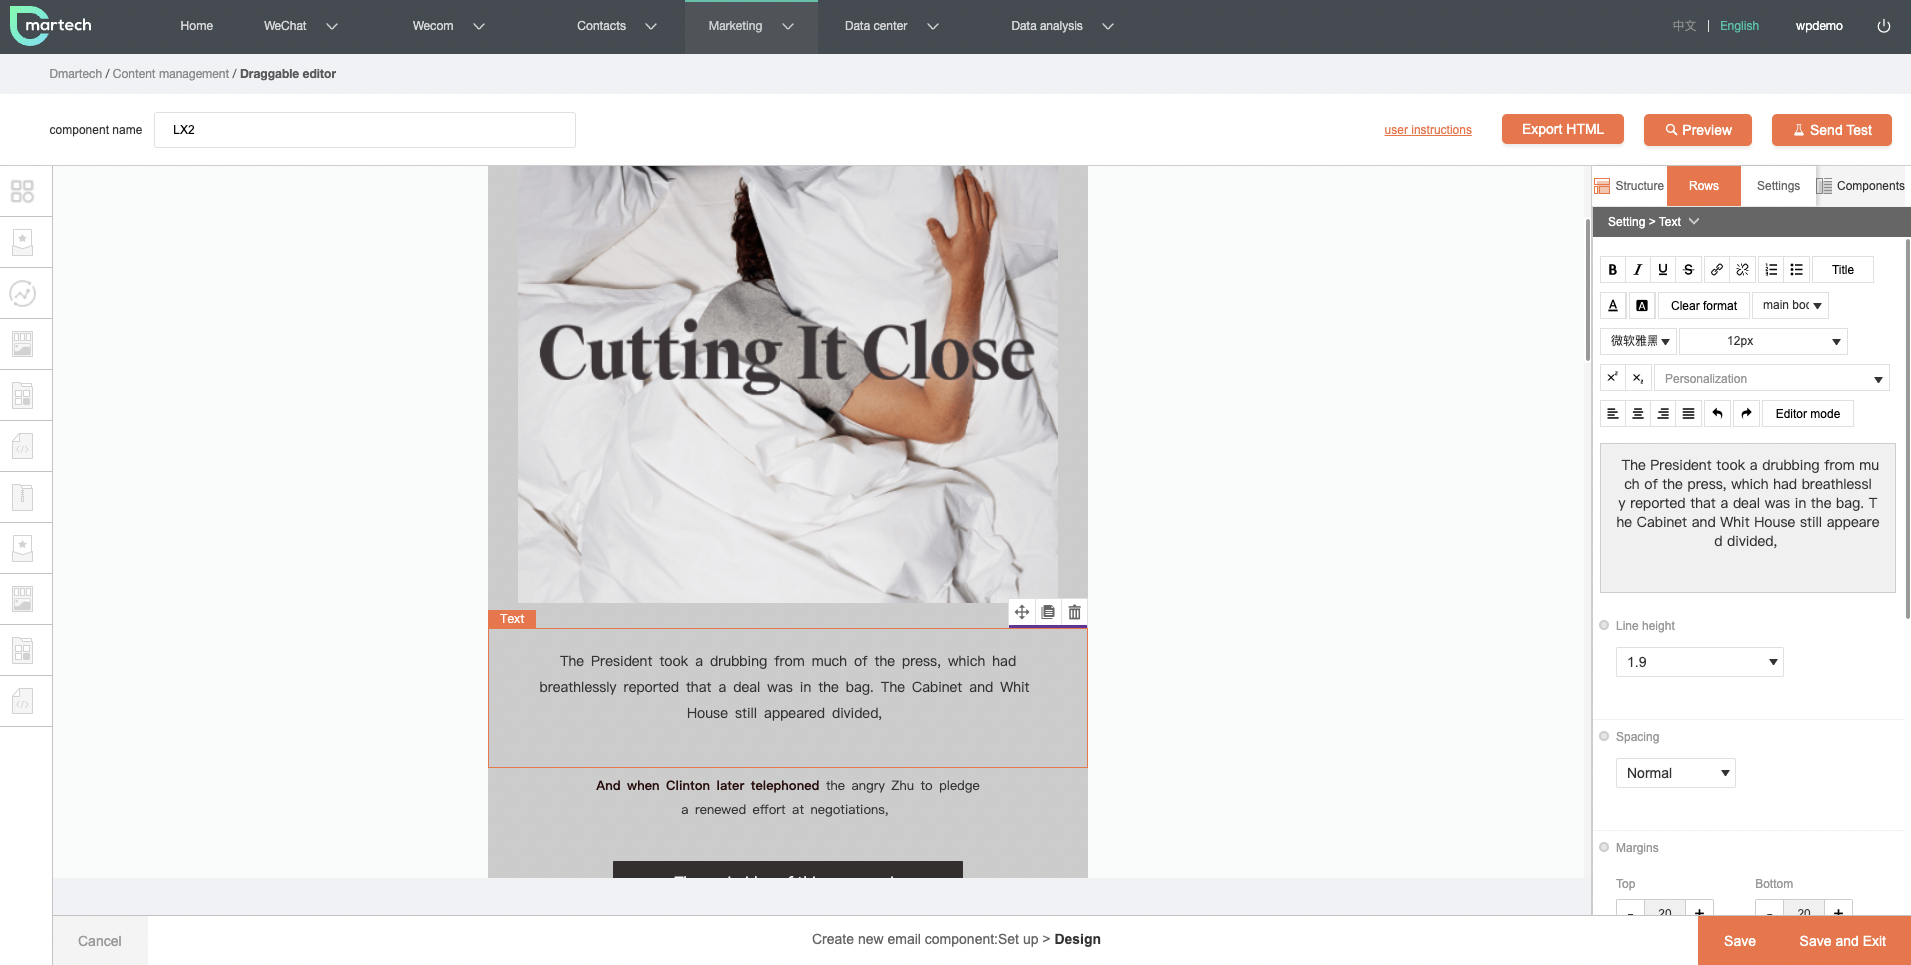 martech
Home
WeChat
Wecom
Contacts
Marketing
Data center
Data analysis
中文 | English
wpdemo
Dmartech / Content management / Draggable editor
component name
LX2
user instructions
Export HTML
Preview
Send Test
Structure
Rows
Settings
Components
Setting > Text
B I U S
Title
A A
Clear format
main boc
微软雅黑
12px
Personalization
Editor mode
The President took a drubbing from mu
ch of the press, which had breathlessl
y reported that a deal was in the bag. T
he Cabinet and Whit House still appeare
d divided,
Line height
1.9
Spacing
Normal
Margins
Top
Bottom
- 20 +
- 20 +
Cutting It Close
Text
The President took a drubbing from much of the press, which had
breathlessly reported that a deal was in the bag. The Cabinet and Whit
House still appeared divided,
And when Clinton later telephoned the angry Zhu to pledge
a renewed effort at negotiations,
Cancel
Create new email component:Set up > Design
Save
Save and Exit